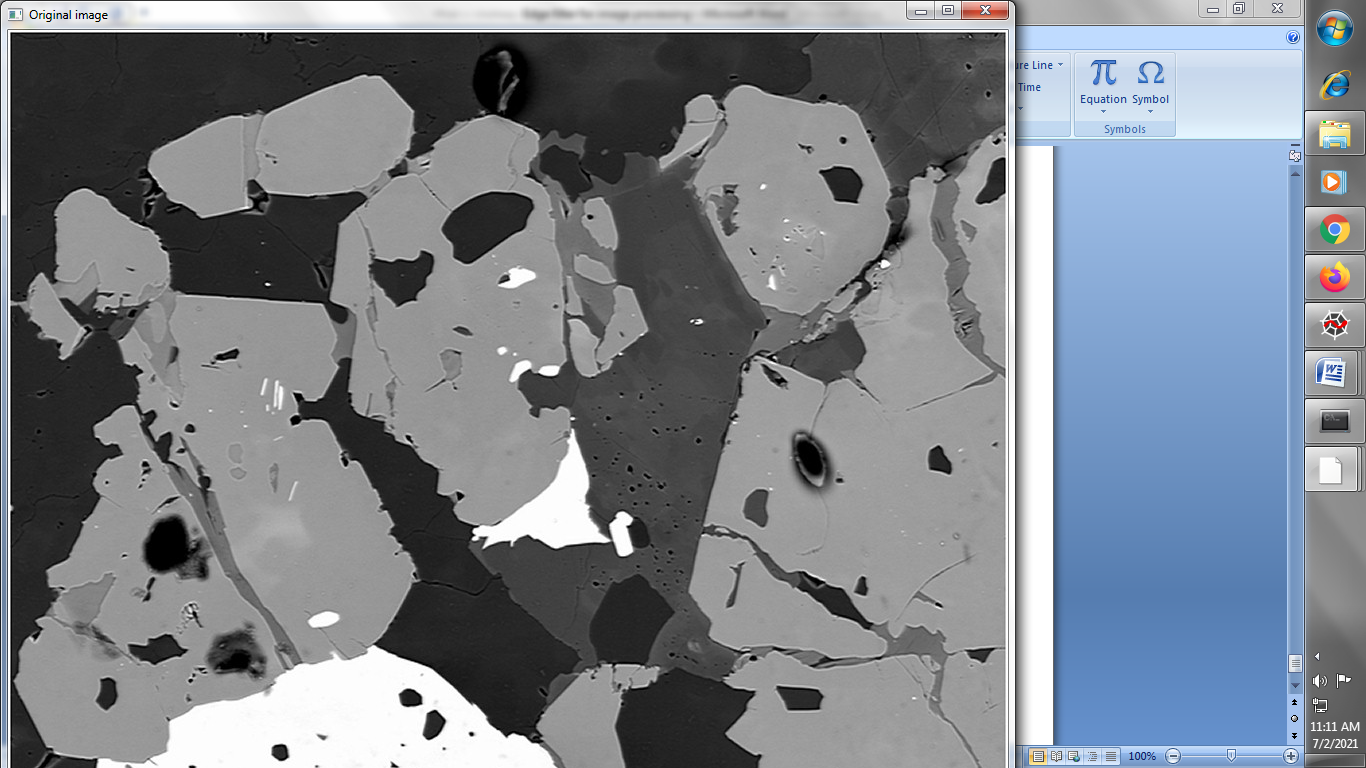 Original image
Edge filter for image processing - Microsoft Word
ure Line
Time
π Ω
Equation Symbol
Symbols
100%
11:11 AM
7/2/2021